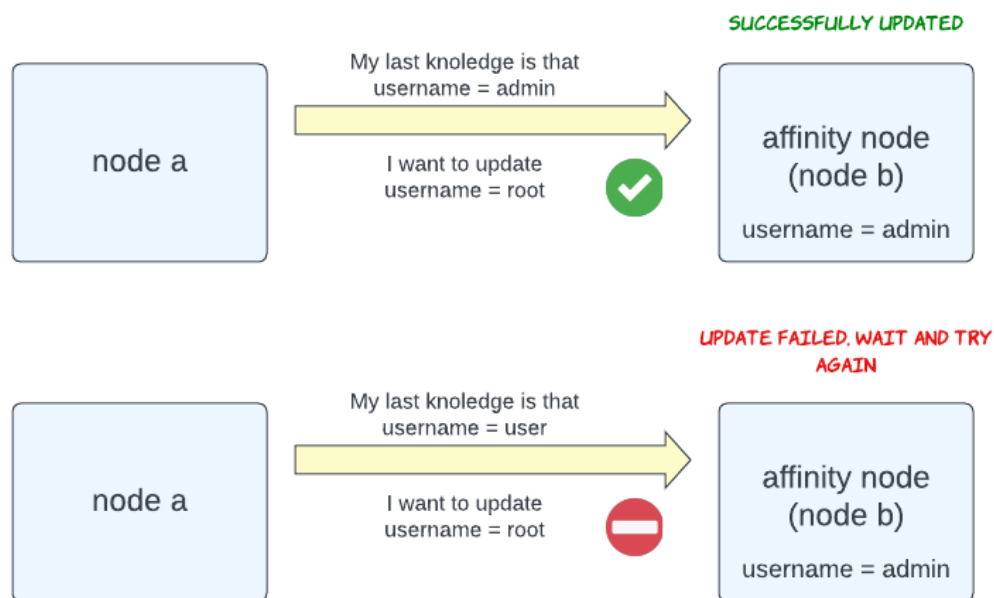 SUCCESSFULLY UPDATED
My last knoledge is that
username = admin
node a
I want to update
username = root
affinity node
(node b)
username = admin
UPDATE FAILED. WAIT AND TRY
AGAIN
My last knoledge is that
username = user
node a
I want to update
username = root
affinity node
(node b)
username = admin